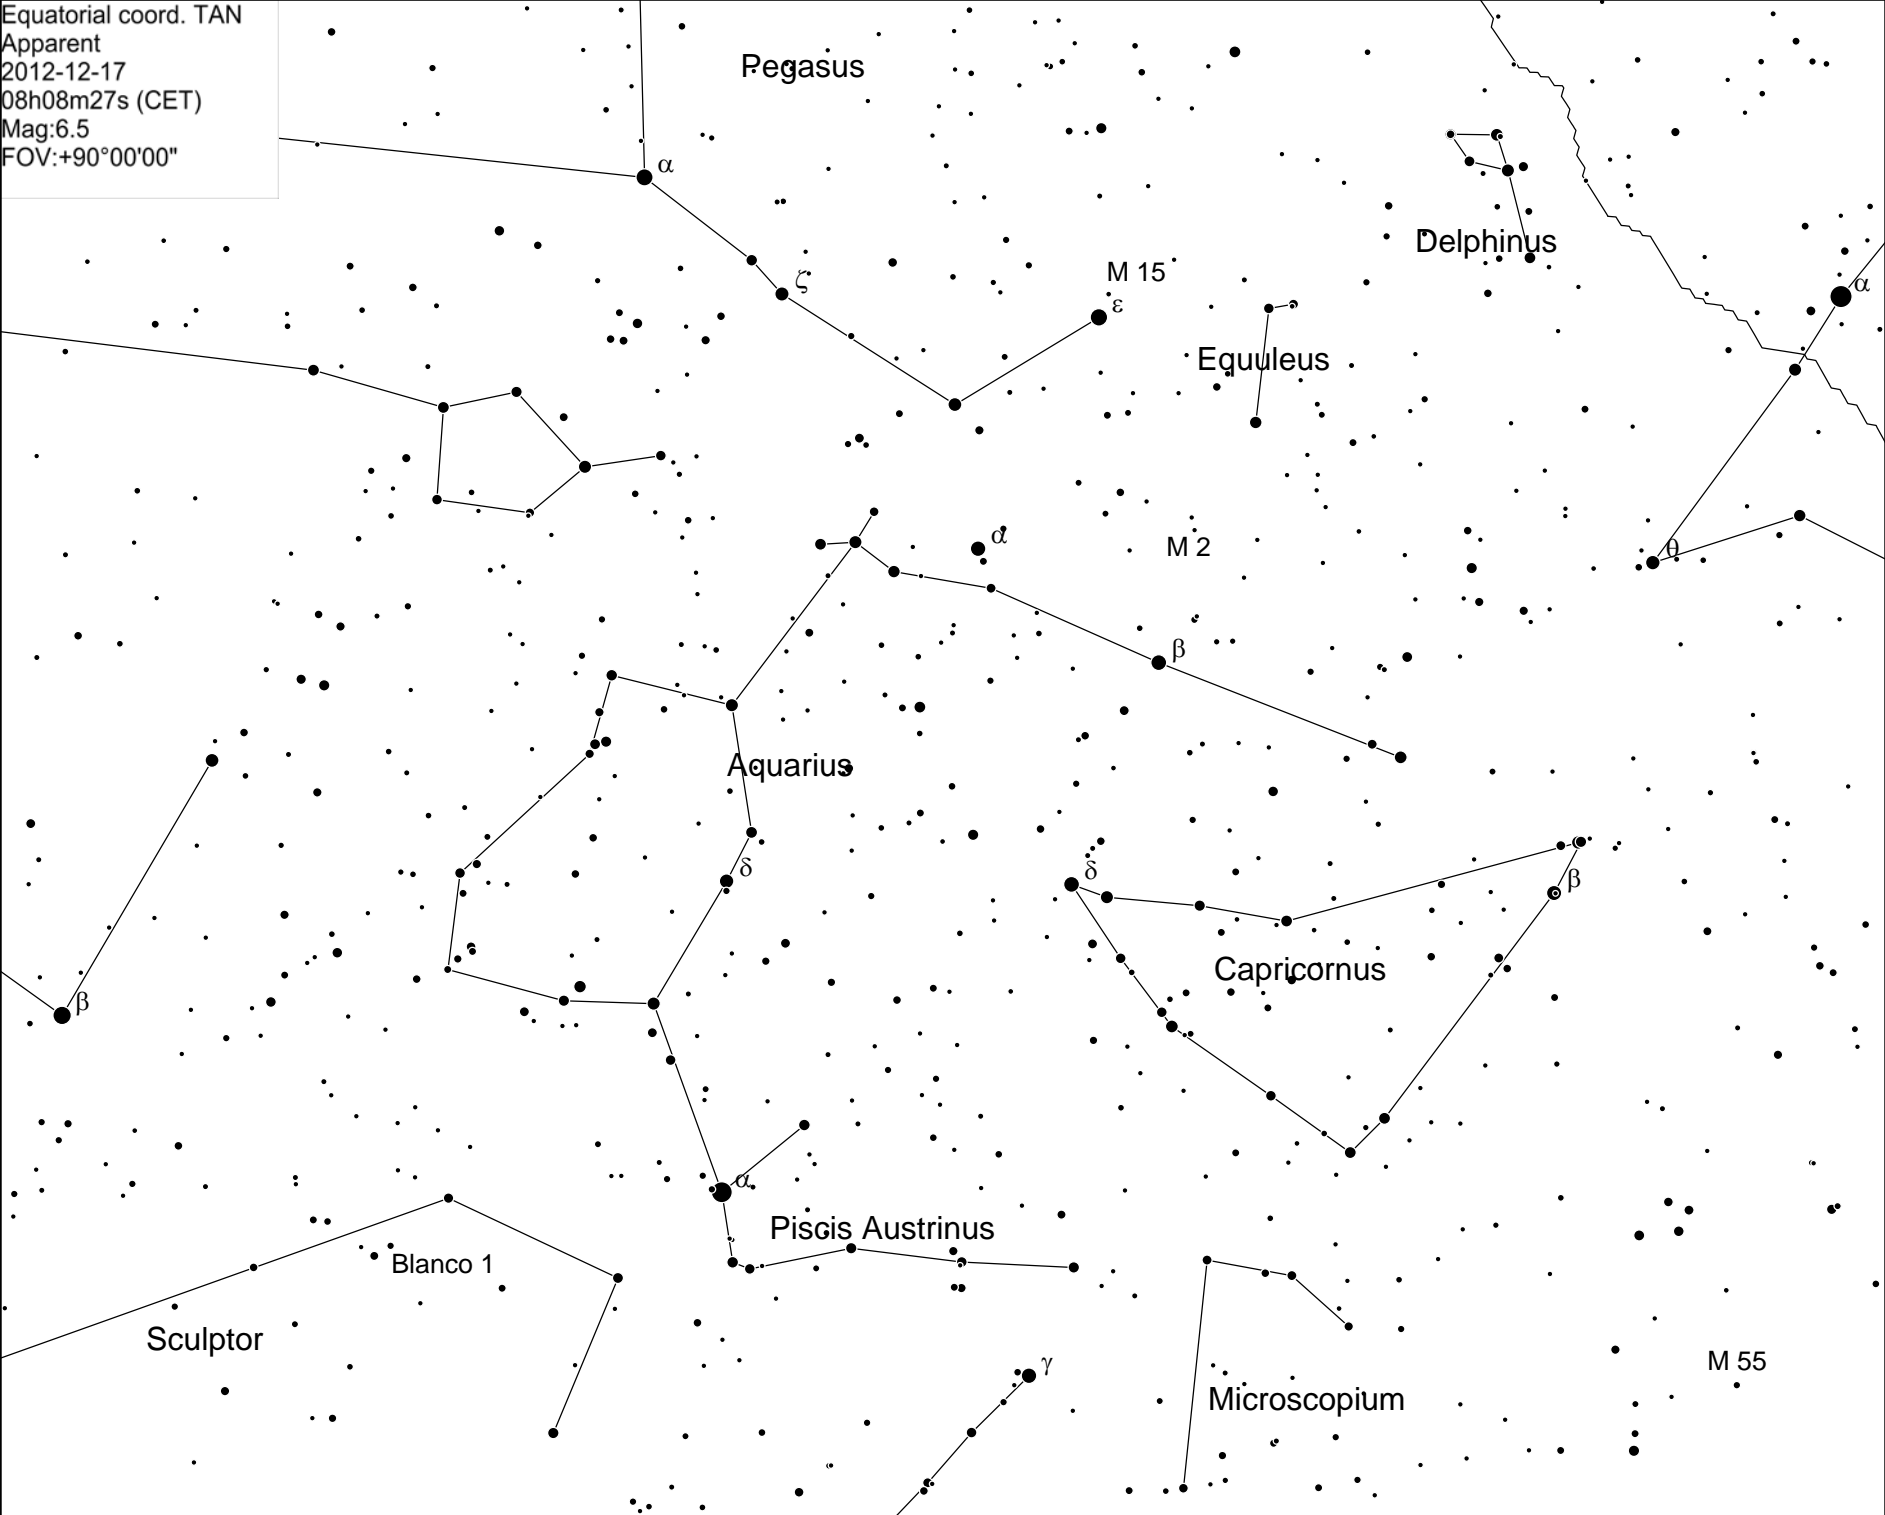 Equatorial coord. TAN
Apparent
2012-12-17
08h08m27s (CET)
Mag:6.5
FOV:+90°00'00"
Pegasus
α
Delphinus
M 15
ζ
ε
α
Equuleus
α
M 2
θ
β
Aquarius
δ
δ
β
Capricornus
β
α
Piscis Austrinus
Blanco 1
Sculptor
γ
M 55
Microscopium